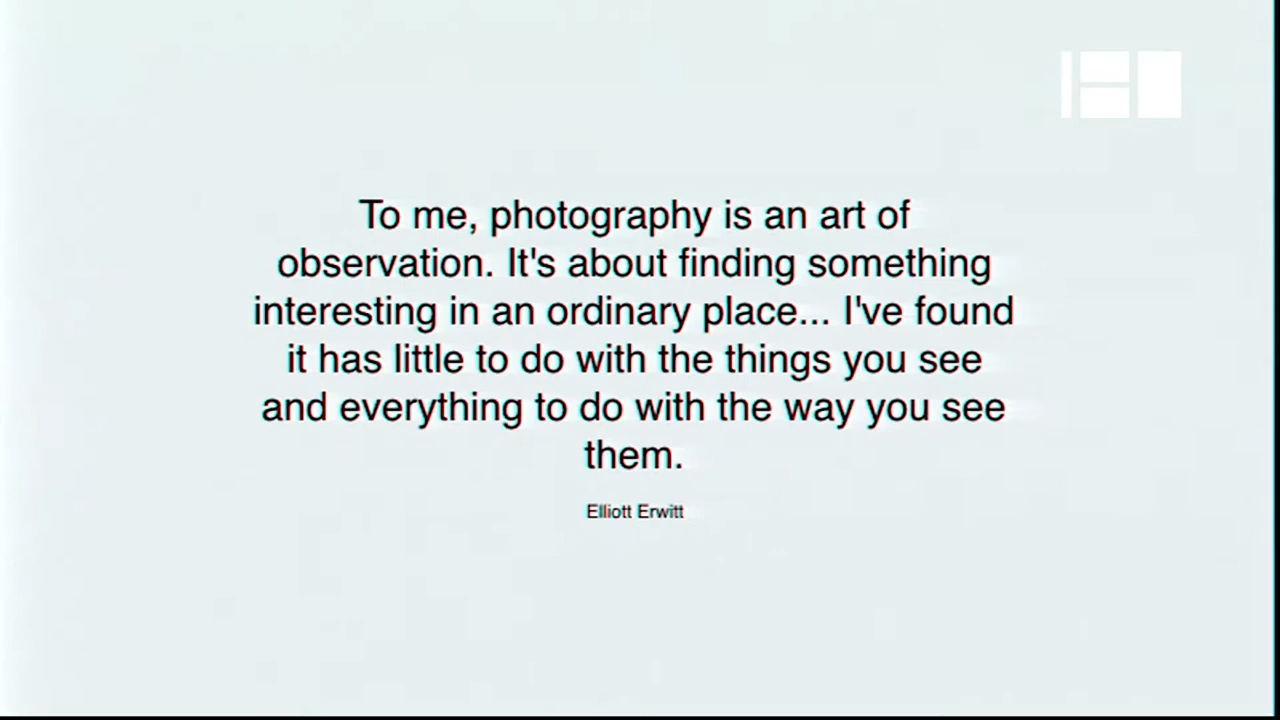 To me, photography is an art of
observation. It's about finding something
interesting in an ordinary place... I've found
it has little to do with the things you see
and everything to do with the way you see
them.
Elliott Erwitt